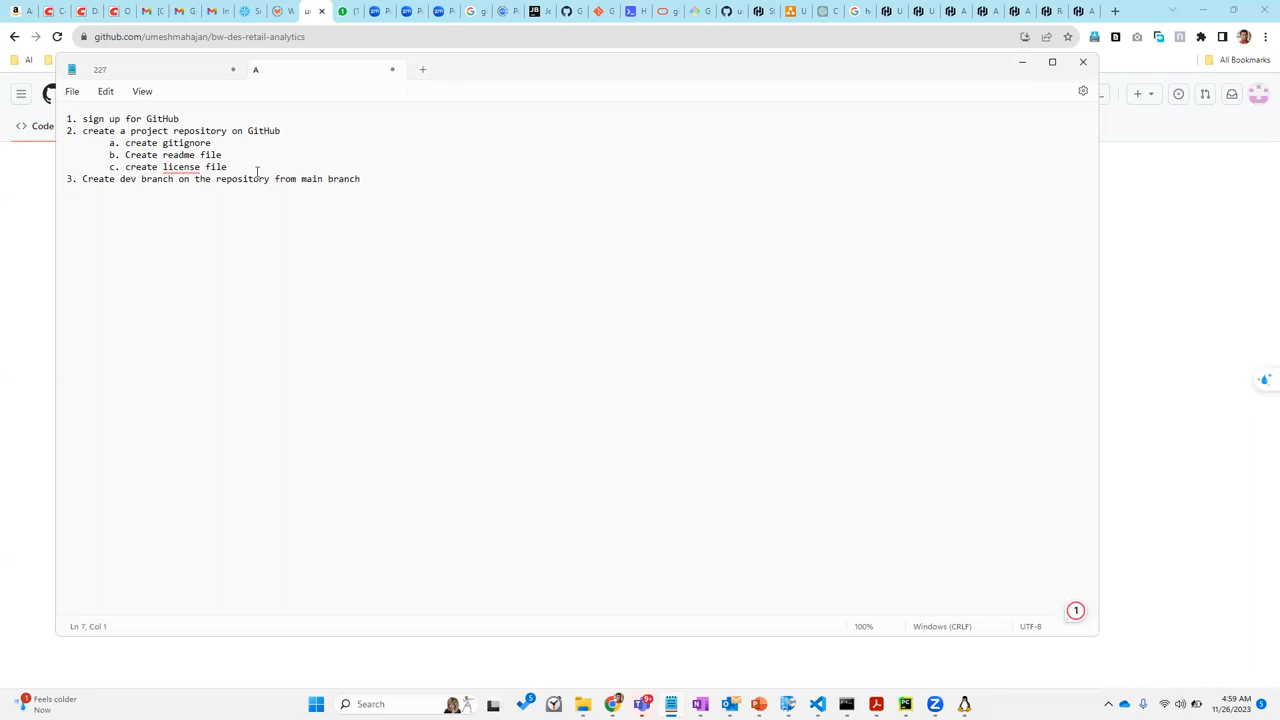 github.com/umeshmahajan/bw-des-retail-analytics
AI
All Bookmarks
227
A
File Edit View
Code
1. sign up for GitHub
2. create a project repository on GitHub
a. create gitignore
b. Create readme file
c. create license file
3. Create dev branch on the repository from main branch
1
Ln 7, Col 1
100%
Windows (CRLF)
UTF-8
Feels colder
Now
Search
4:59 AM
11/26/2023